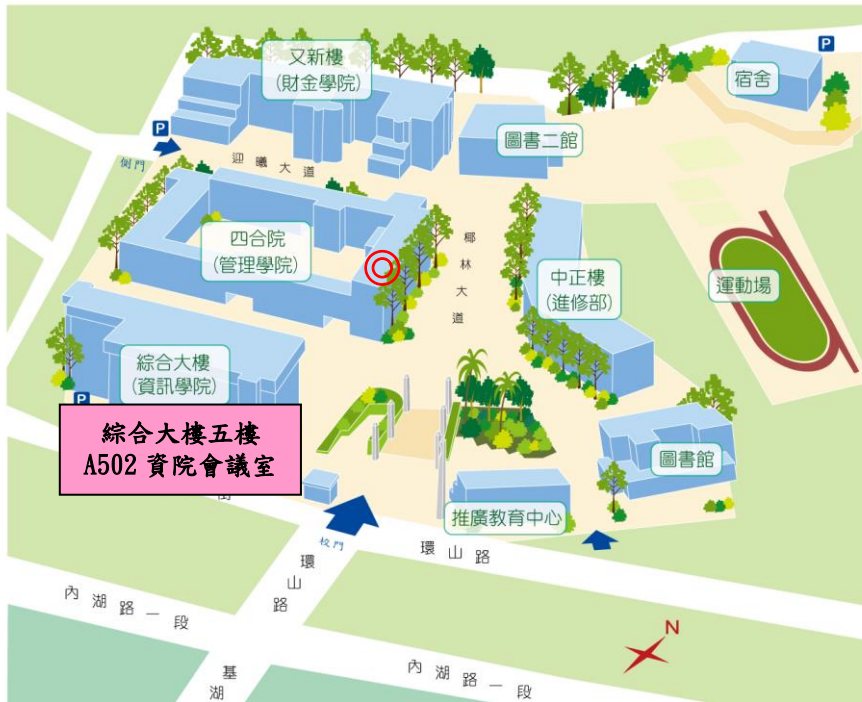 又新樓
(財金學院)
P
宿舍
圖書二館
P
側門
迎曦大道
四合院
(管理學院)
椰林大道
中正樓
(進修部)
運動場
綜合大樓
(資訊學院)
P
綜合大樓五樓
A502 資院會議室
圖書館
街
推廣教育中心
校門
環山路
環山路
內湖路一段
N
內湖路一段
基湖